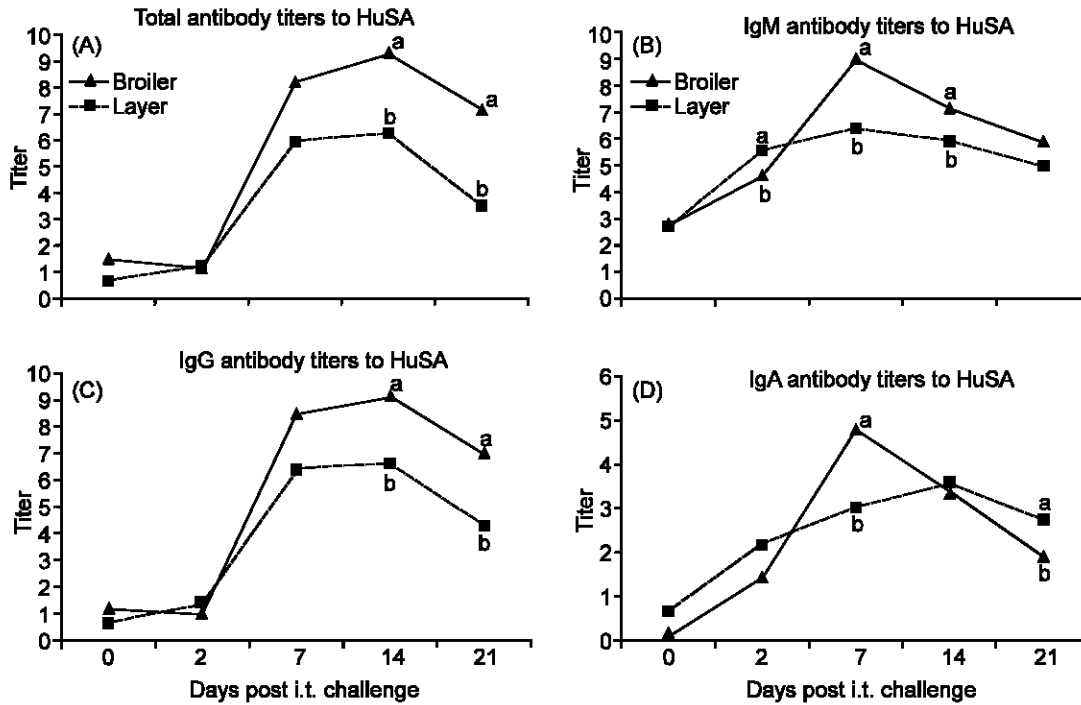 Total antibody titers to HuSA
(A)
Broiler
Layer
Titer
10
9
8
7
6
5
4
3
2
1
0
a
b
a
b
IgM antibody titers to HuSA
(B)
Broiler
Layer
Titer
10
9
8
7
6
5
4
3
2
1
0
a
b
a
b
a
b
IgG antibody titers to HuSA
(C)
Titer
10
9
8
7
6
5
4
3
2
1
0
a
b
a
b
0 2 7 14 21
Days post i.t. challenge
IgA antibody titers to HuSA
(D)
Titer
6
5
4
3
2
1
0
a
b
a
b
0 2 7 14 21
Days post i.t. challenge